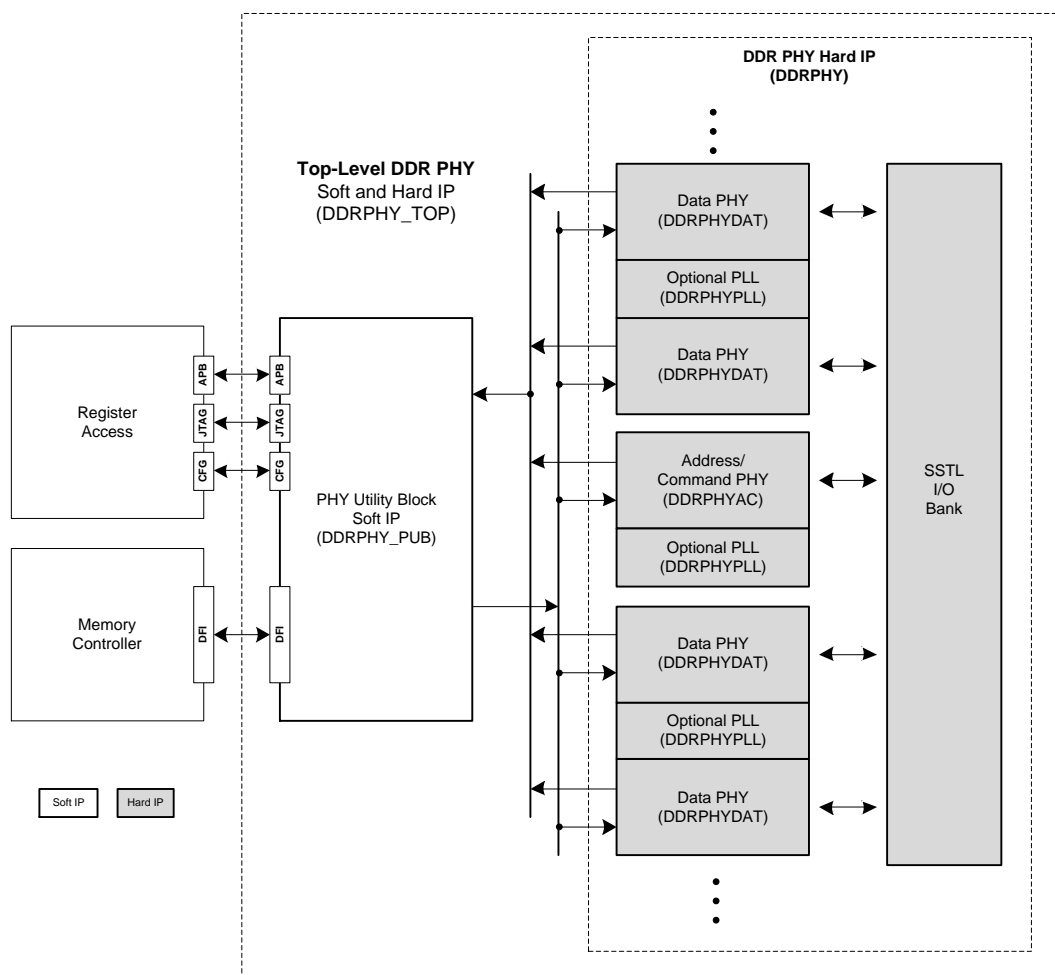 DDR PHY Hard IP
(DDRPHY)
Top-Level DDR PHY
Soft and Hard IP
(DDRPHY_TOP)
Data PHY
(DDRPHYDAT)
Optional PLL
(DDRPHYPLL)
Data PHY
(DDRPHYDAT)
Register
Access
APB
JTAG
CFG
APB
JTAG
CFG
PHY Utility Block
Soft IP
(DDRPHY_PUB)
Address/
Command PHY
(DDRPHYAC)
Optional PLL
(DDRPHYPLL)
SSTL
I/O
Bank
Memory
Controller
DFI
DFI
Data PHY
(DDRPHYDAT)
Optional PLL
(DDRPHYPLL)
Data PHY
(DDRPHYDAT)
Soft IP
Hard IP